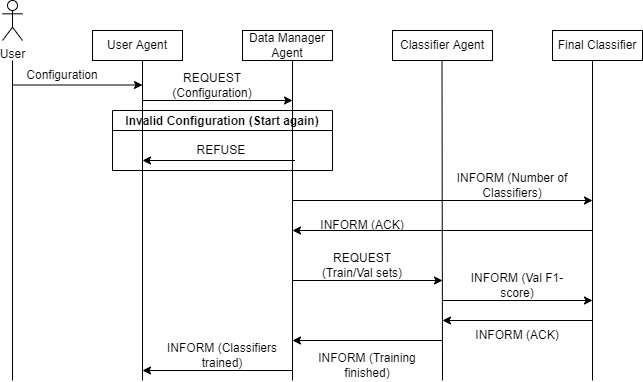 User
User Agent
Data Manager
Agent
Classifier Agent
Final Classifier
Configuration
REQUEST
(Configuration)
Invalid Configuration (Start again)
REFUSE
INFORM (Number of
Classifiers)
INFORM (ACK)
REQUEST
(Train/Val sets)
INFORM (Val F1-
score)
INFORM (ACK)
INFORM (Classifiers
trained)
INFORM (Training
finished)